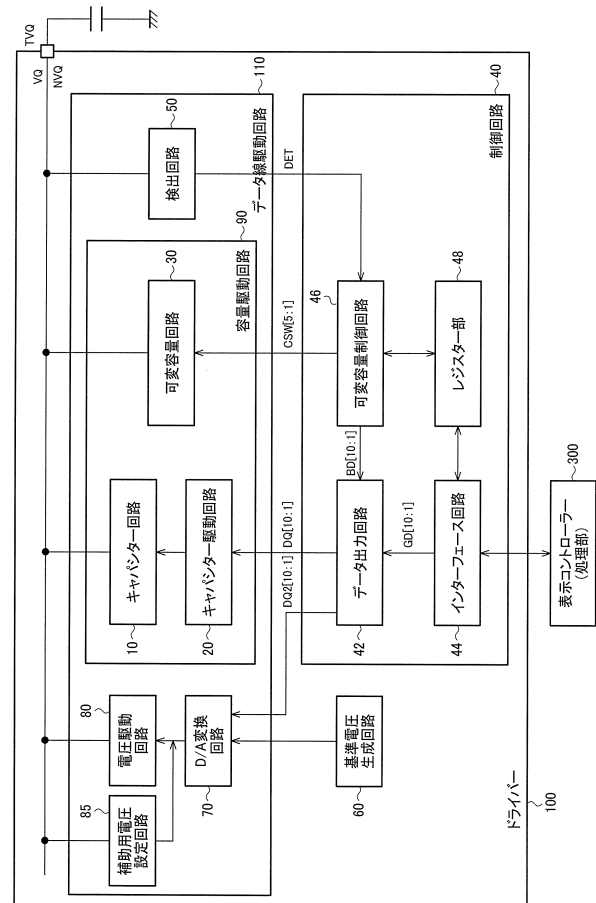 TVQ
VQ
NVQ
110
データ線駆動回路
50
検出回路
90
容量駆動回路
30
可変容量回路
キャパシター回路
10
キャパシター駆動回路
20
80
電圧駆動
回路
85
補助用電圧
設定回路
D/A変換
回路
70
DET
CSW[5:1]
DQ[10:1]
DQ2[10:1]
40
制御回路
46
可変容量制御回路
48
レジスター部
BD[10:1]
データ出力回路
42
GD[10:1]
インターフェース回路
44
基準電圧
生成回路
60
ドライバー
100
300
表示コントローラー
(処理部)